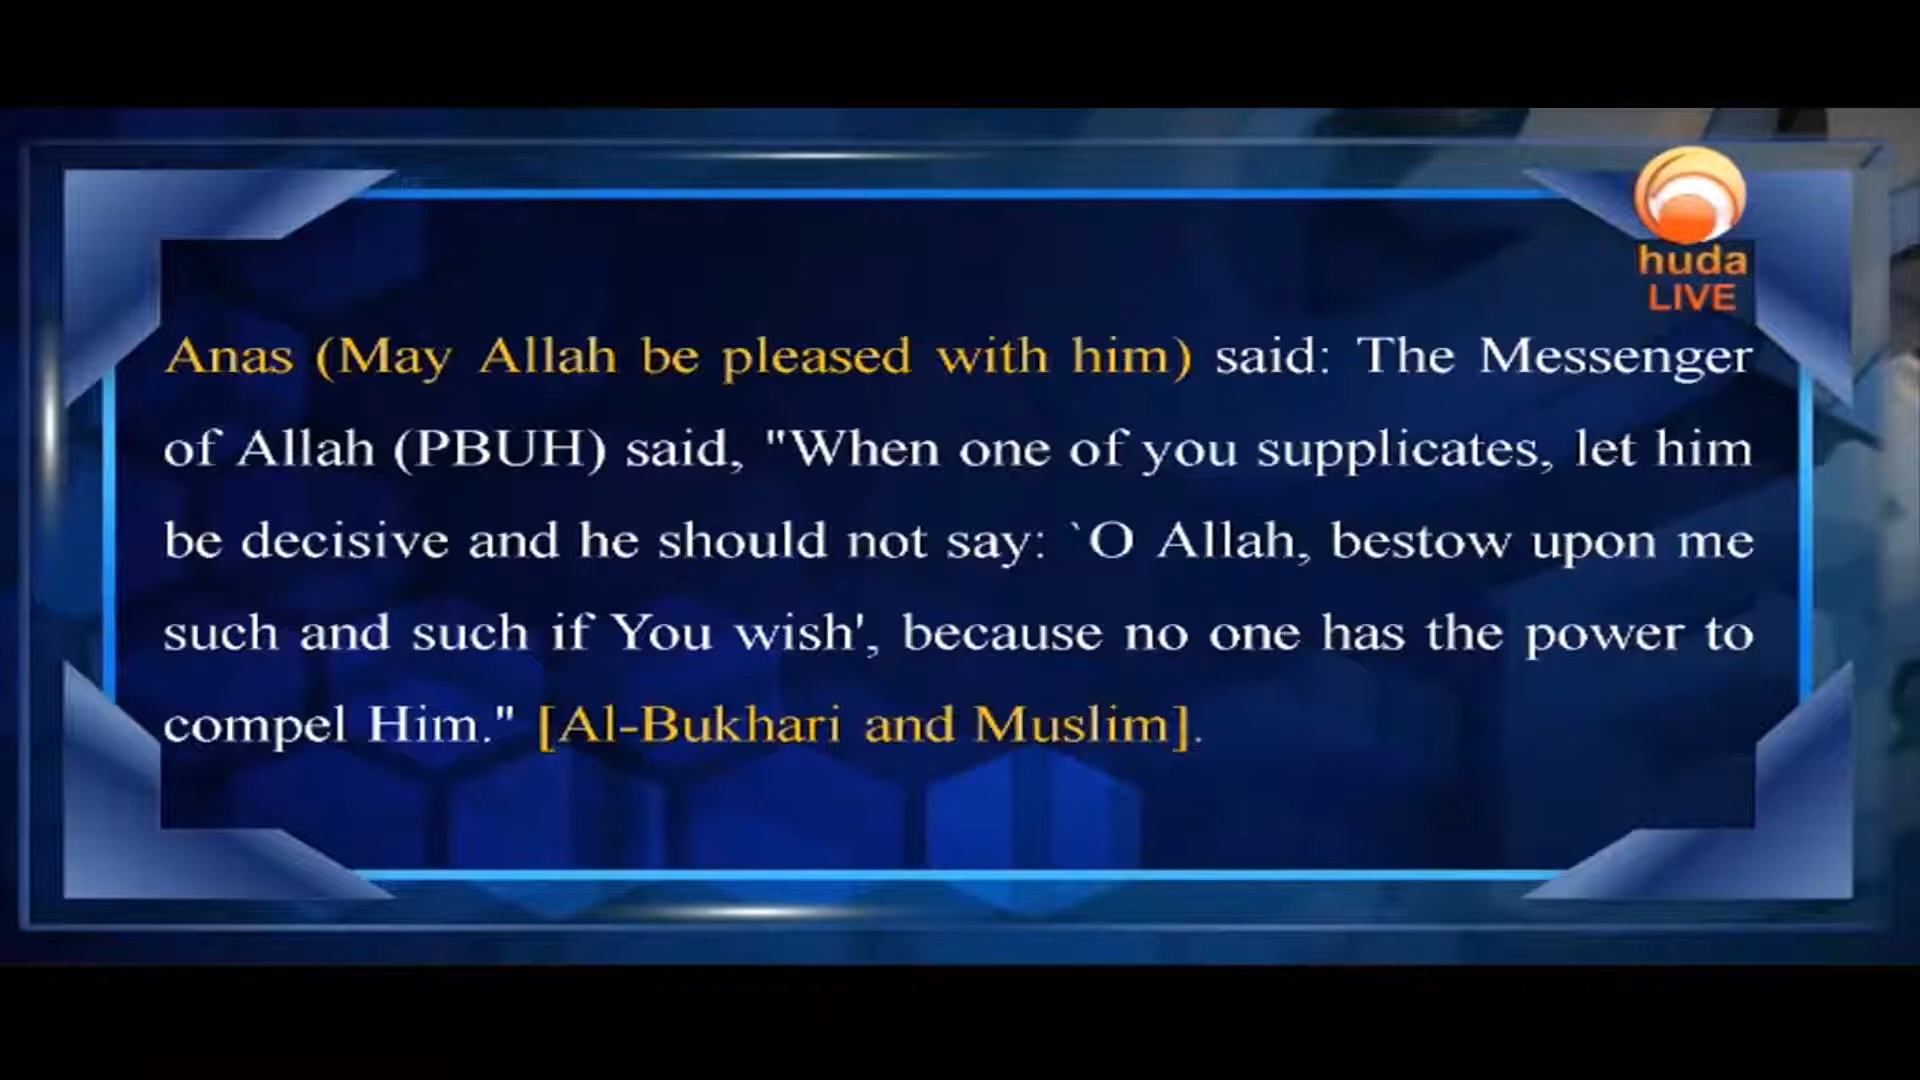 huda
LIVE
Anas (May Allah be pleased with him) said: The Messenger
of Allah (PBUH) said, "When one of you supplicates, let him
be decisive and he should not say: `O Allah, bestow upon me
such and such if You wish', because no one has the power to
compel Him." [Al-Bukhari and Muslim].